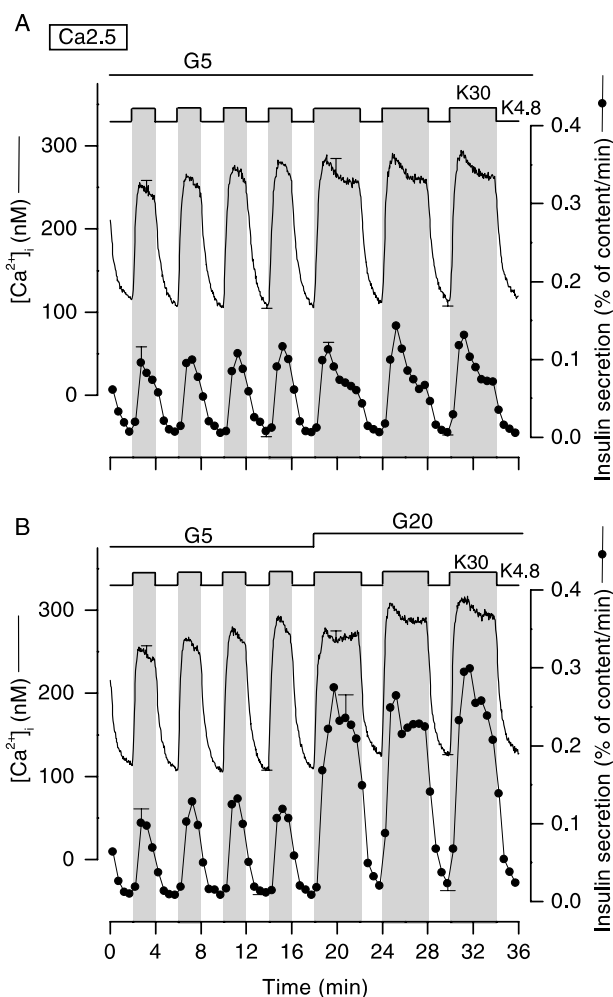 A
Ca2.5
G5
K30
K4.8
300
200
100
0
[Ca2+]i (nM)
0.4
0.3
0.2
0.1
0.0
Insulin secretion (% of content/min)
B
G5
G20
K30
K4.8
300
200
100
0
[Ca2+]i (nM)
0.4
0.3
0.2
0.1
0.0
Insulin secretion (% of content/min)
0 4 8 12 16 20 24 28 32 36
Time (min)